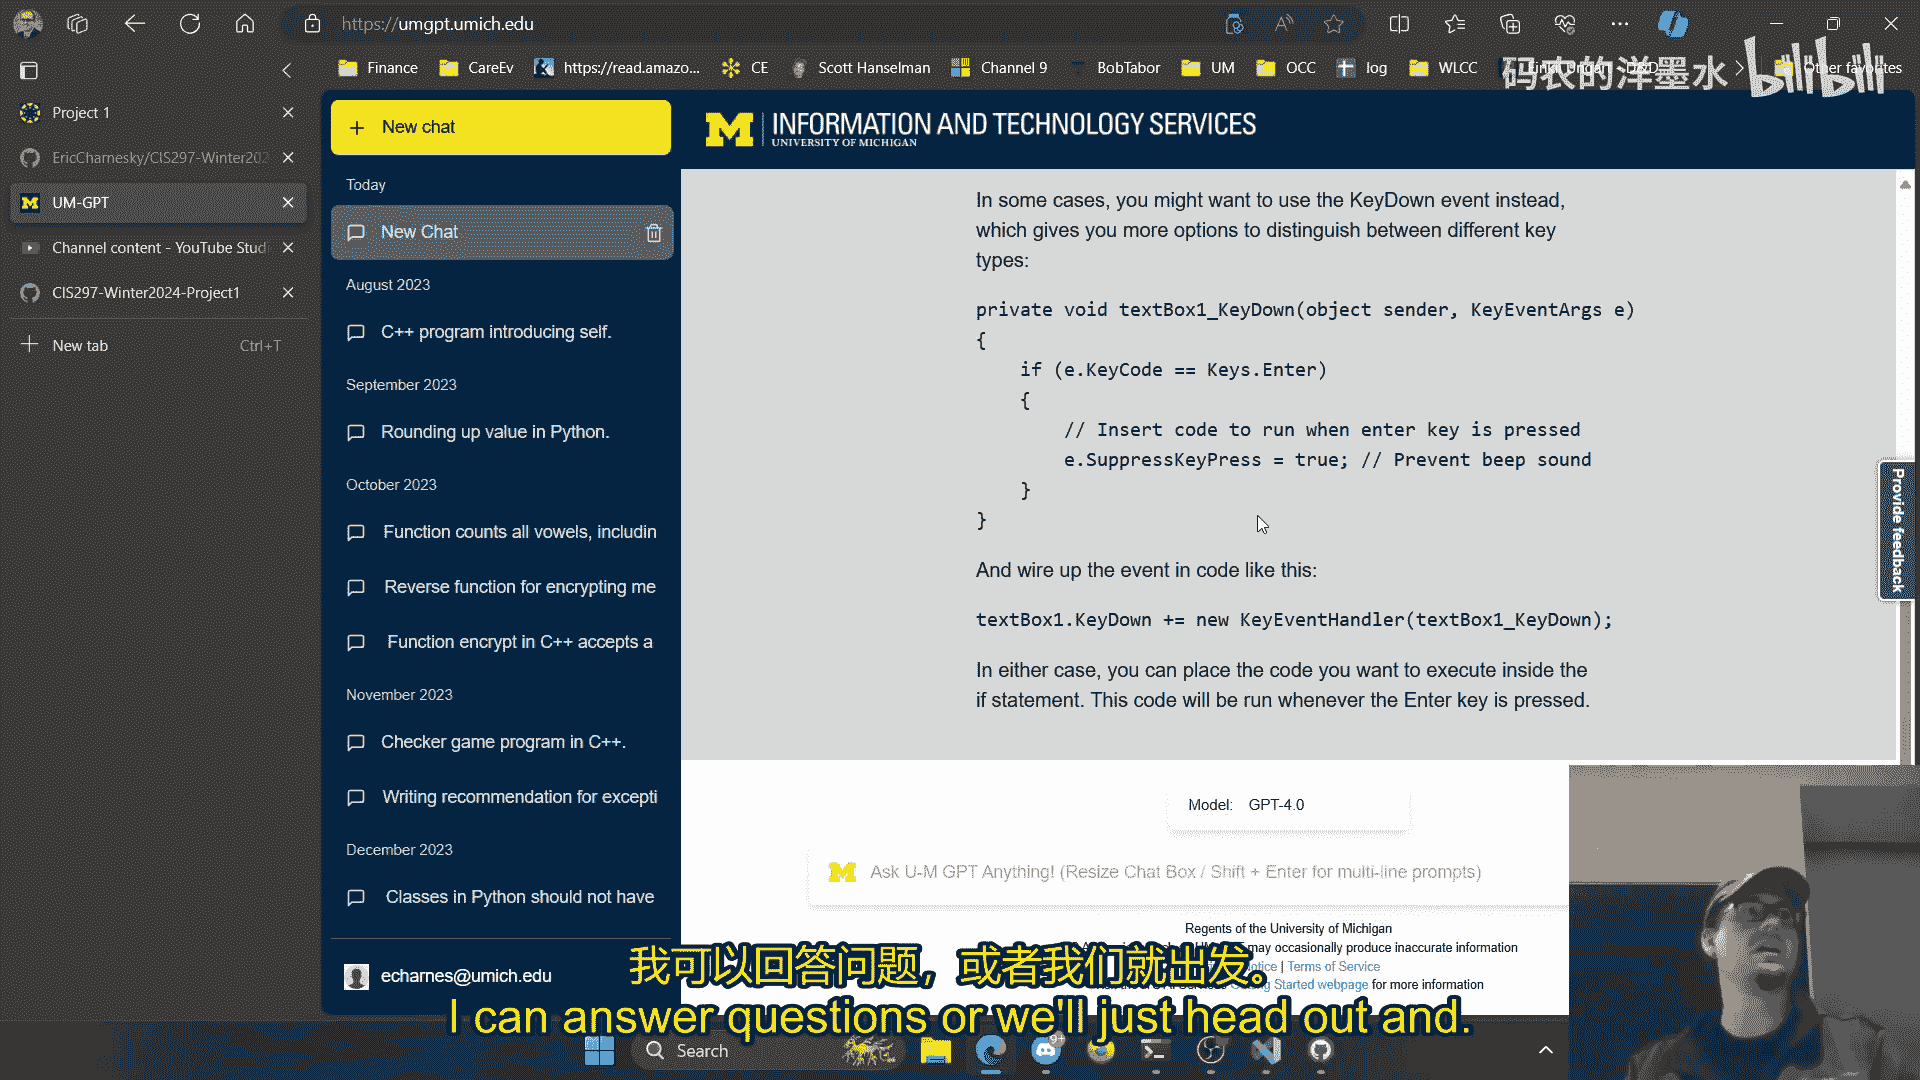 https://umgpt.umich.edu
Finance
CareEv
https://read.amazo...
CE
Scott Hanselman
Channel 9
BobTabor
UM
OCC
log
WLCC
Other favorites
码农的洋墨水
bilibili
Project 1
EricCharnesky/CIS297-Winter202
UM-GPT
Channel content - YouTube Studi
CIS297-Winter2024-Project1
New tab
Ctrl+T
+ New chat
Today
New Chat
August 2023
C++ program introducing self.
September 2023
Rounding up value in Python.
October 2023
Function counts all vowels, includin
Reverse function for encrypting me
Function encrypt in C++ accepts a
November 2023
Checker game program in C++.
Writing recommendation for excepti
December 2023
Classes in Python should not have
echarnes@umich.edu
M INFORMATION AND TECHNOLOGY SERVICES
UNIVERSITY OF MICHIGAN
In some cases, you might want to use the KeyDown event instead,
which gives you more options to distinguish between different key
types:
private void textBox1_KeyDown(object sender, KeyEventArgs e)
{
if (e.KeyCode == Keys.Enter)
{
// Insert code to run when enter key is pressed
e.SuppressKeyPress = true; // Prevent beep sound
}
}
And wire up the event in code like this:
textBox1.KeyDown += new KeyEventHandler(textBox1_KeyDown);
In either case, you can place the code you want to execute inside the
if statement. This code will be run whenever the Enter key is pressed.
Provide feedback
Model: GPT-4.0
Ask U-M GPT Anything! (Resize Chat Box / Shift + Enter for multi-line prompts)
Regents of the University of Michigan
may occasionally produce inaccurate information
| Terms of Service
Getting Started webpage for more information
我可以回答问题，或者我们就出发。
I can answer questions or we'll just head out and.
Search
9+